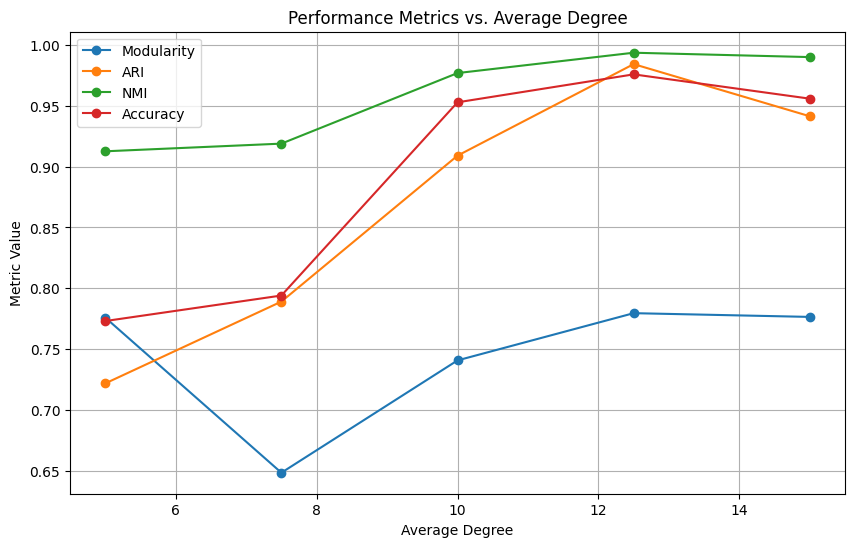 Performance Metrics vs. Average Degree
Modularity
ARI
NMI
Accuracy
1.00
0.95
0.90
0.85
0.80
0.75
0.70
0.65
Metric Value
6
8
10
12
14
Average Degree